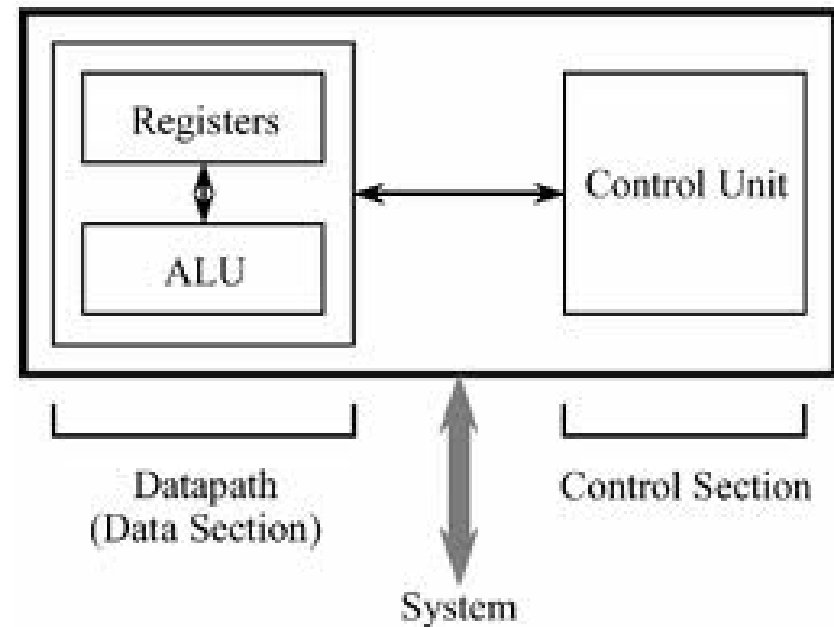 Registers
ALU
Control Unit
Datapath
(Data Section)
Control Section
System